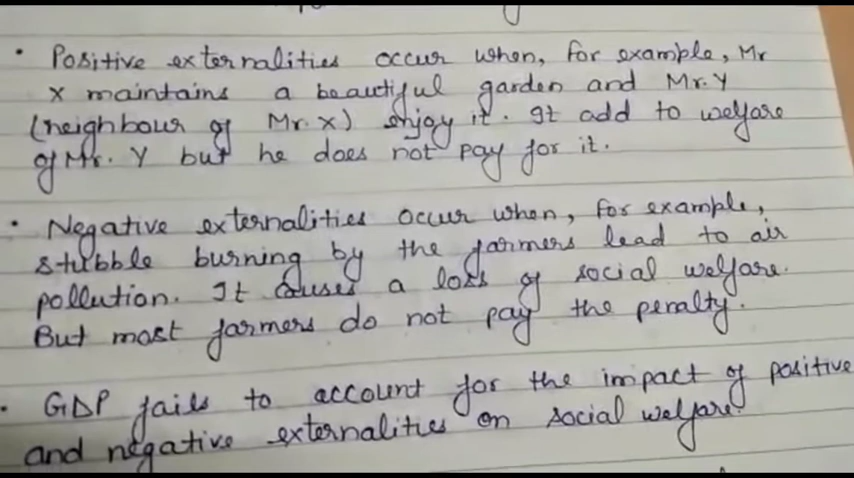 • Positive externalities occur when, for example, Mr
X maintains a beautiful garden and Mr. Y
(neighbour of Mr. X) enjoy it. It add to welfare
of Mr. Y but he does not pay for it.
• Negative externalities occur when, for example,
stubble burning by the farmers lead to air
pollution. It causes a loss of social welfare.
But most farmers do not pay the penalty.
• GDP fails to account for the impact of positive
and negative externalities on social welfare.